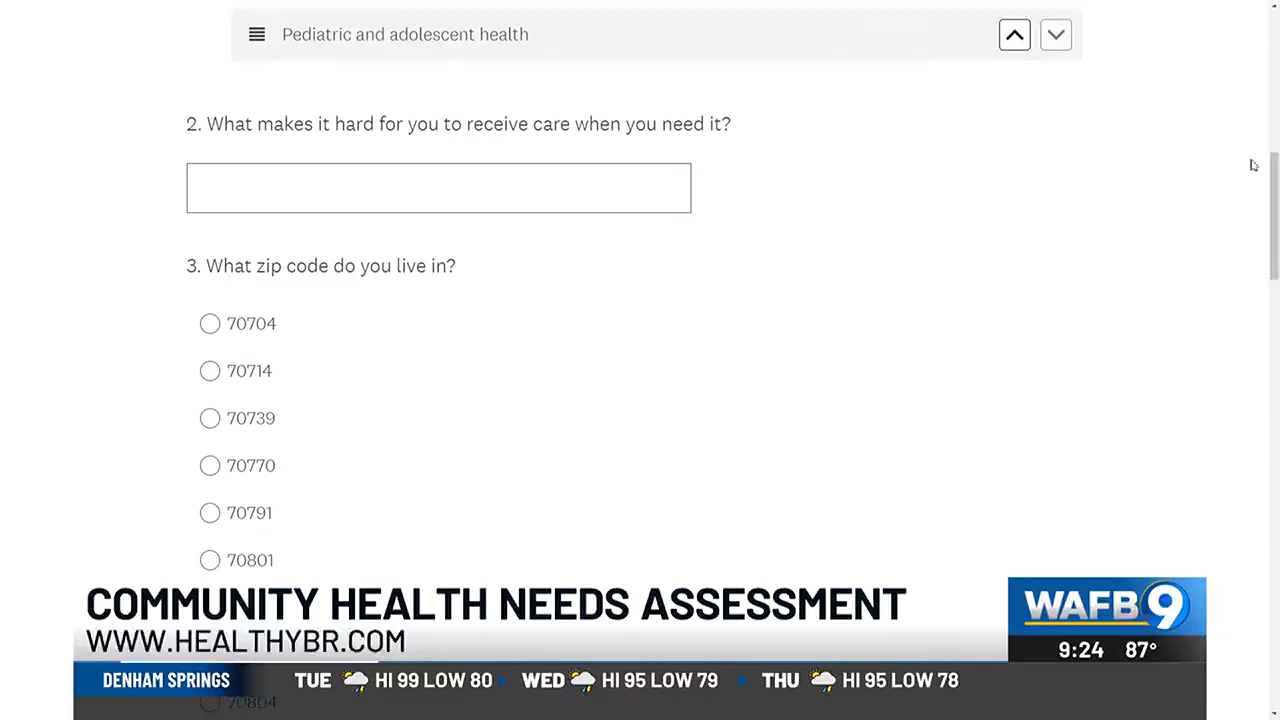 Pediatric and adolescent health
2. What makes it hard for you to receive care when you need it?
3. What zip code do you live in?
70704
70714
70739
70770
70791
70801
COMMUNITY HEALTH NEEDS ASSESSMENT
WWW.HEALTHYBR.COM
WAFB 9
9:24 87°
DENHAM SPRINGS TUE HI 99 LOW 80 WED HI 95 LOW 79 THU HI 95 LOW 78
70804